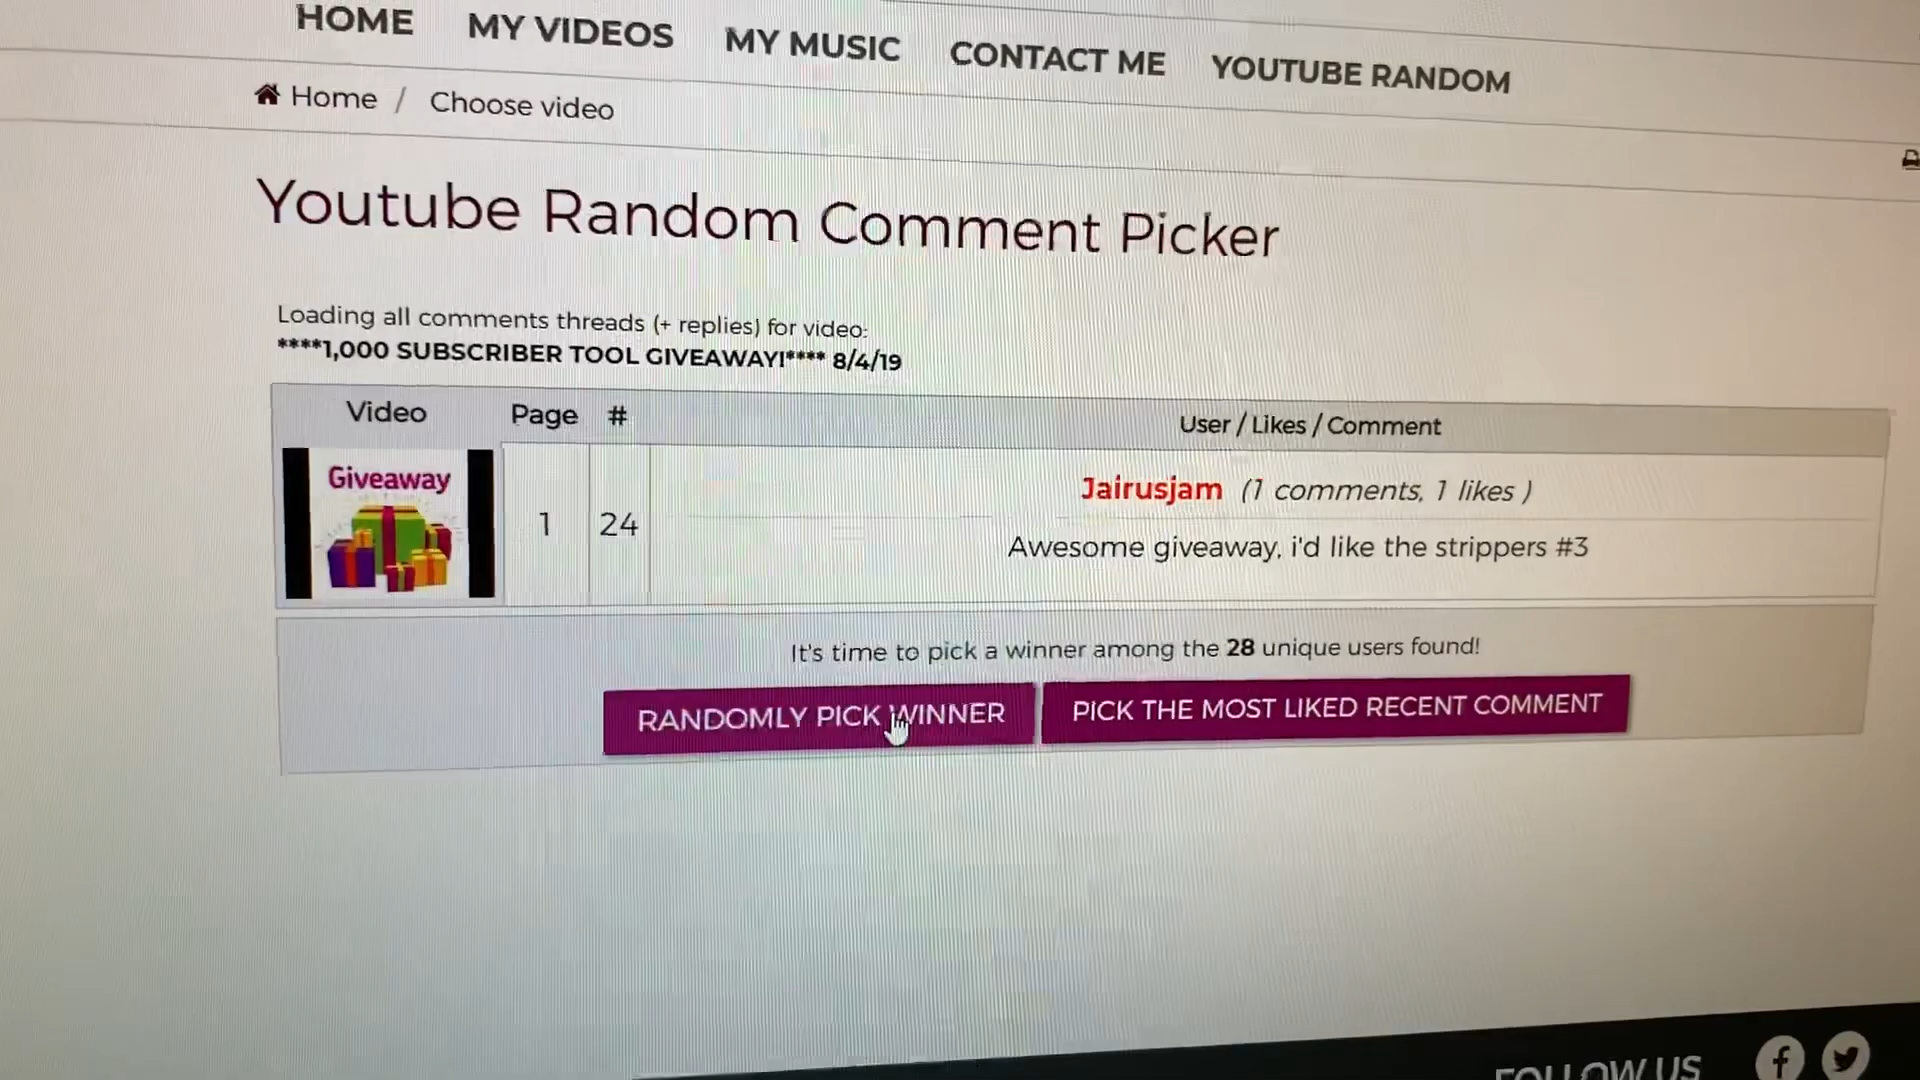 HOME MY VIDEOS MY MUSIC CONTACT ME YOUTUBE RANDOM
Home / Choose video
Youtube Random Comment Picker
Loading all comments threads (+ replies) for video:
****1,000 SUBSCRIBER TOOL GIVEAWAY!**** 8/4/19
Video Page # User / Likes / Comment
Giveaway
1 24
Jairusjam (1 comments, 1 likes )
Awesome giveaway, i'd like the strippers #3
It's time to pick a winner among the 28 unique users found!
RANDOMLY PICK WINNER PICK THE MOST LIKED RECENT COMMENT
FOLLOW US